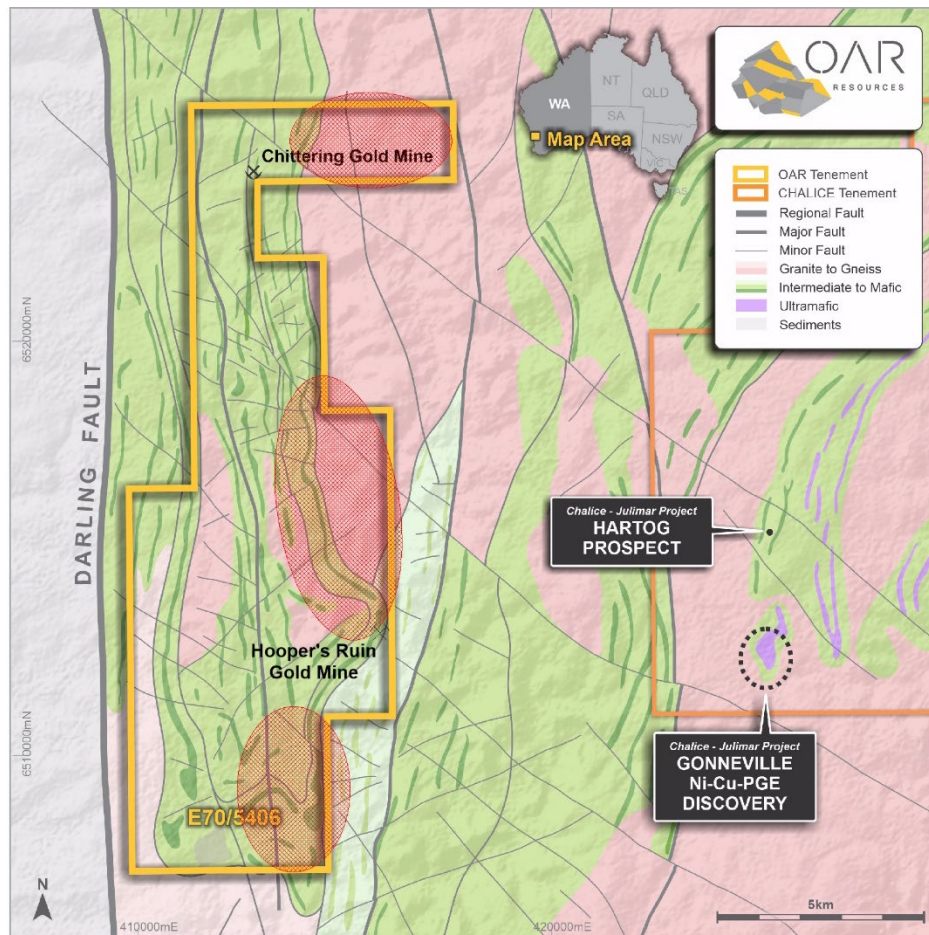 OAR
RESOURCES
NT
QLD
WA
SA
NSW
VIC
TAS
Map Area
Chittering Gold Mine
OAR Tenement
CHALICE Tenement
Regional Fault
Major Fault
Minor Fault
Granite to Gneiss
Intermediate to Mafic
Ultramafic
Sediments
6520000mN
DARLING FAULT
Chalice - Julimar Project
HARTOG
PROSPECT
Hooper's Ruin
Gold Mine
Chalice - Julimar Project
GONNEVILLE
Ni-Cu-PGE
DISCOVERY
6510000mN
E70/5406
N
410000mE
420000mE
5km